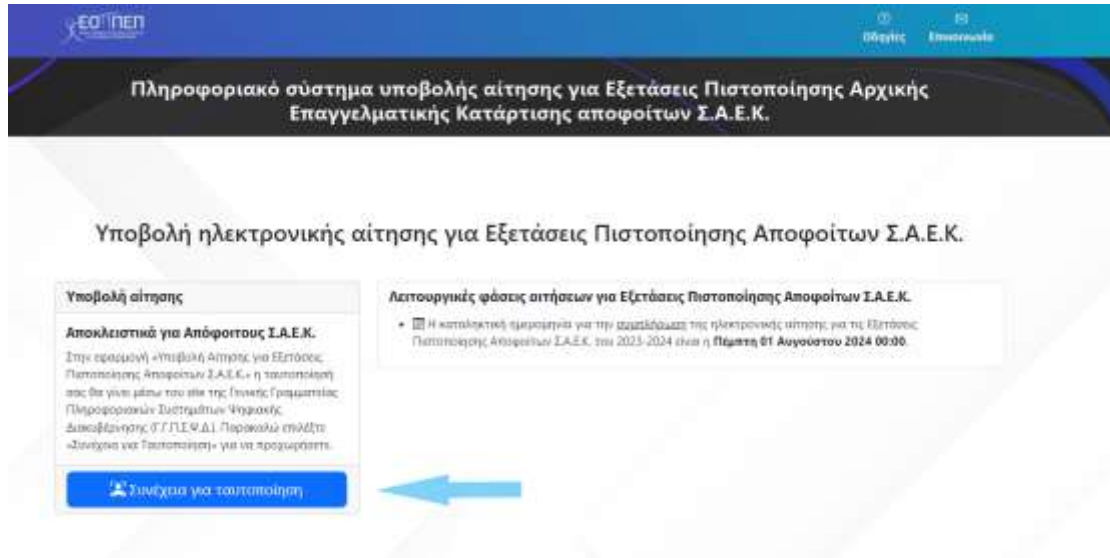 ΕΟΠΠΕΠ
Οδηγίες
Επικοινωνία
Πληροφοριακό σύστημα υποβολής αίτησης για Εξετάσεις Πιστοποίησης Αρχικής
Επαγγελματικής Κατάρτισης αποφοίτων Σ.Α.Ε.Κ.
Υποβολή ηλεκτρονικής αίτησης για Εξετάσεις Πιστοποίησης Αποφοίτων Σ.Α.Ε.Κ.
Υποβολή αίτησης
Αποκλειστικά για Απόφοιτους Σ.Α.Ε.Κ.
Στην εφαρμογή «Υποβολή Αίτησης για Εξετάσεις
Πιστοποίησης Αποφοίτων Σ.Α.Ε.Κ.» η ταυτοποίησή
σας θα γίνει μέσω του site της Γενικής Γραμματείας
Πληροφοριακών Συστημάτων Ψηφιακής
Διακυβέρνησης (Γ.Γ.Π.Σ.Ψ.Δ.). Παρακαλώ επιλέξτε
«Συνέχεια για Ταυτοποίηση» για να προχωρήσετε.
Συνέχεια για ταυτοποίηση
Λειτουργικές φάσεις αιτήσεων για Εξετάσεις Πιστοποίησης Αποφοίτων Σ.Α.Ε.Κ.
Η καταληκτική ημερομηνία για την συμπλήρωση της ηλεκτρονικής αίτησης για τις Εξετάσεις
Πιστοποίησης Αποφοίτων Σ.Α.Ε.Κ. του 2023-2024 είναι η Πέμπτη 01 Αυγούστου 2024 00:00.